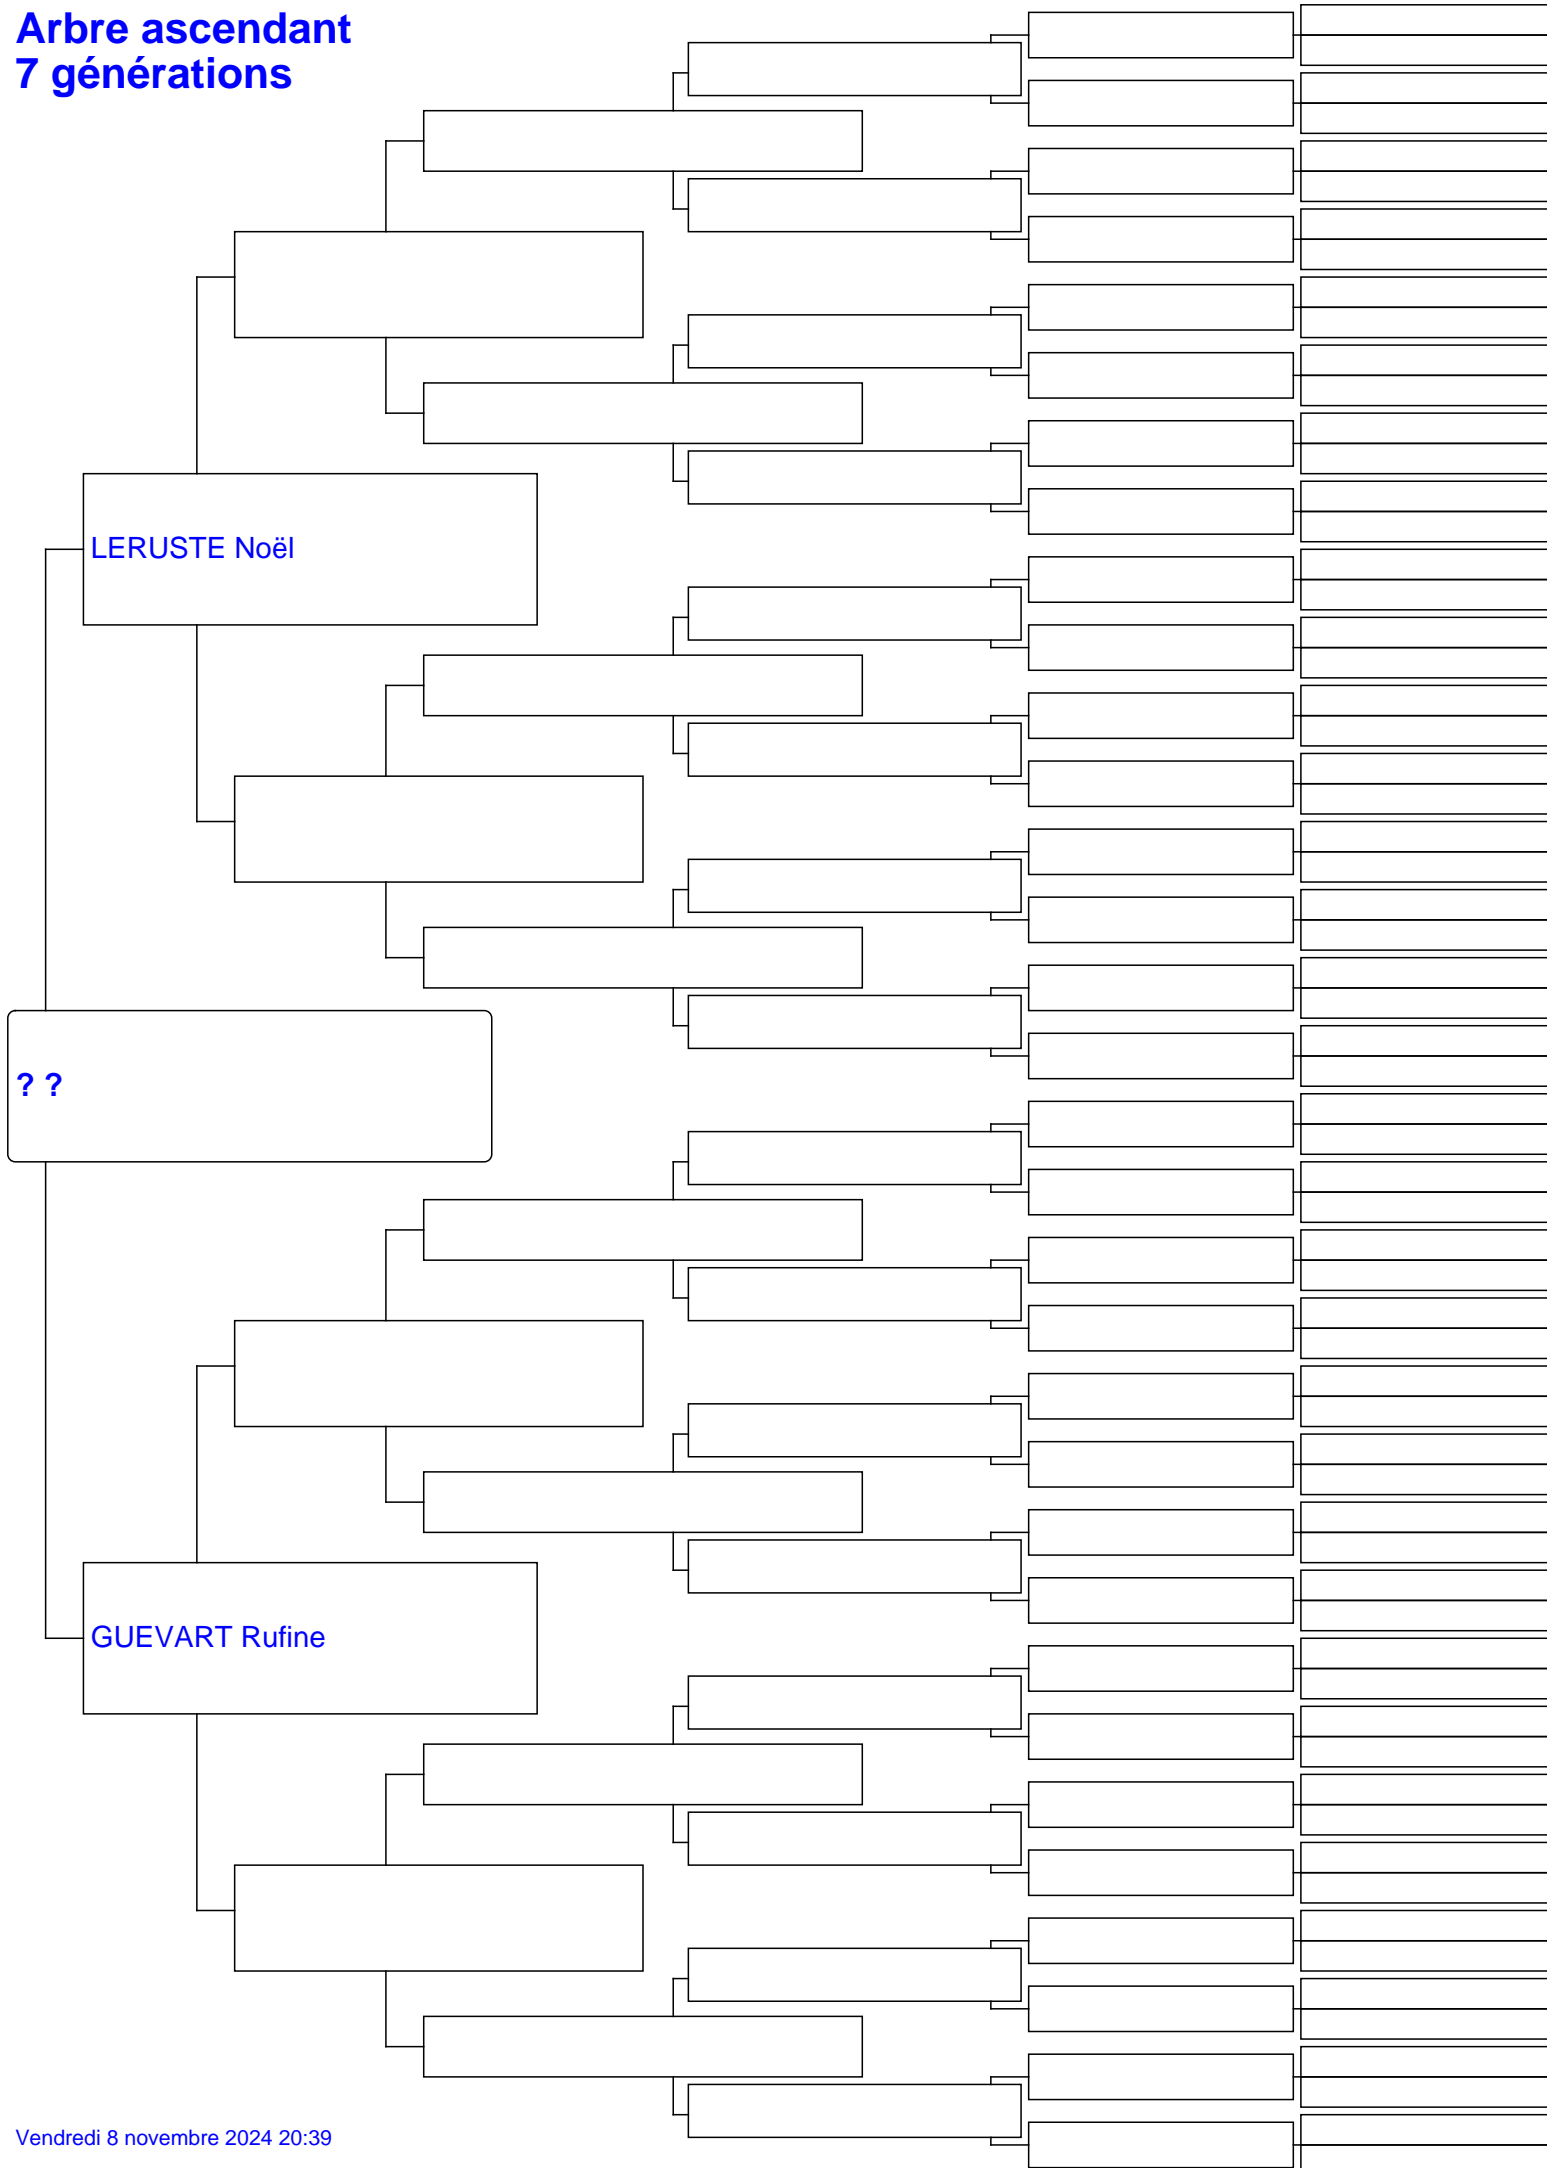 Arbre ascendant
7 générations
LERUSTE Noël
? ?
GUEVART Rufine
Vendredi 8 novembre 2024 20:39